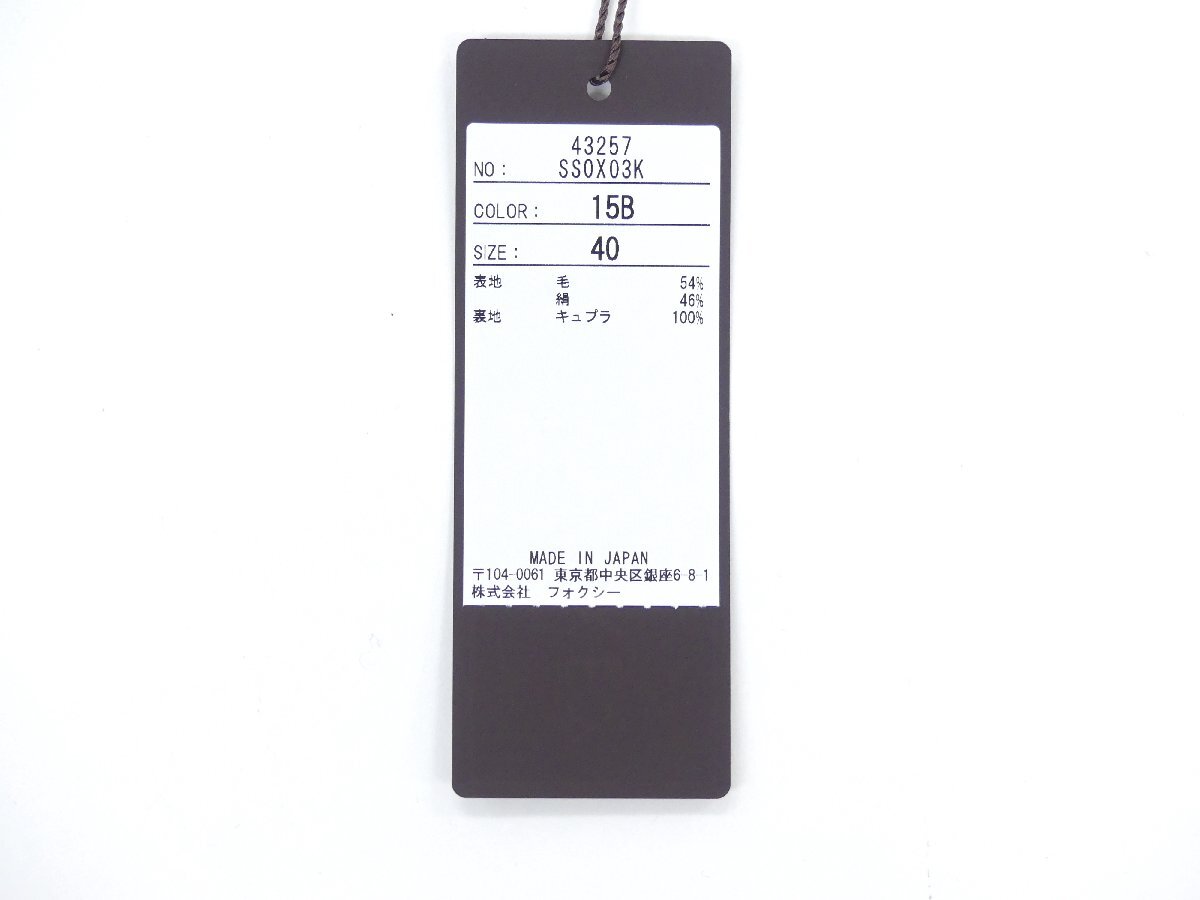 43257
NO: SS0X03K
COLOR: 15B
SIZE: 40
表地 毛 54%
絹 46%
裏地 キュプラ 100%
MADE IN JAPAN
〒104-0061 東京都中央区銀座6-8-1
株式会社 フォクシー